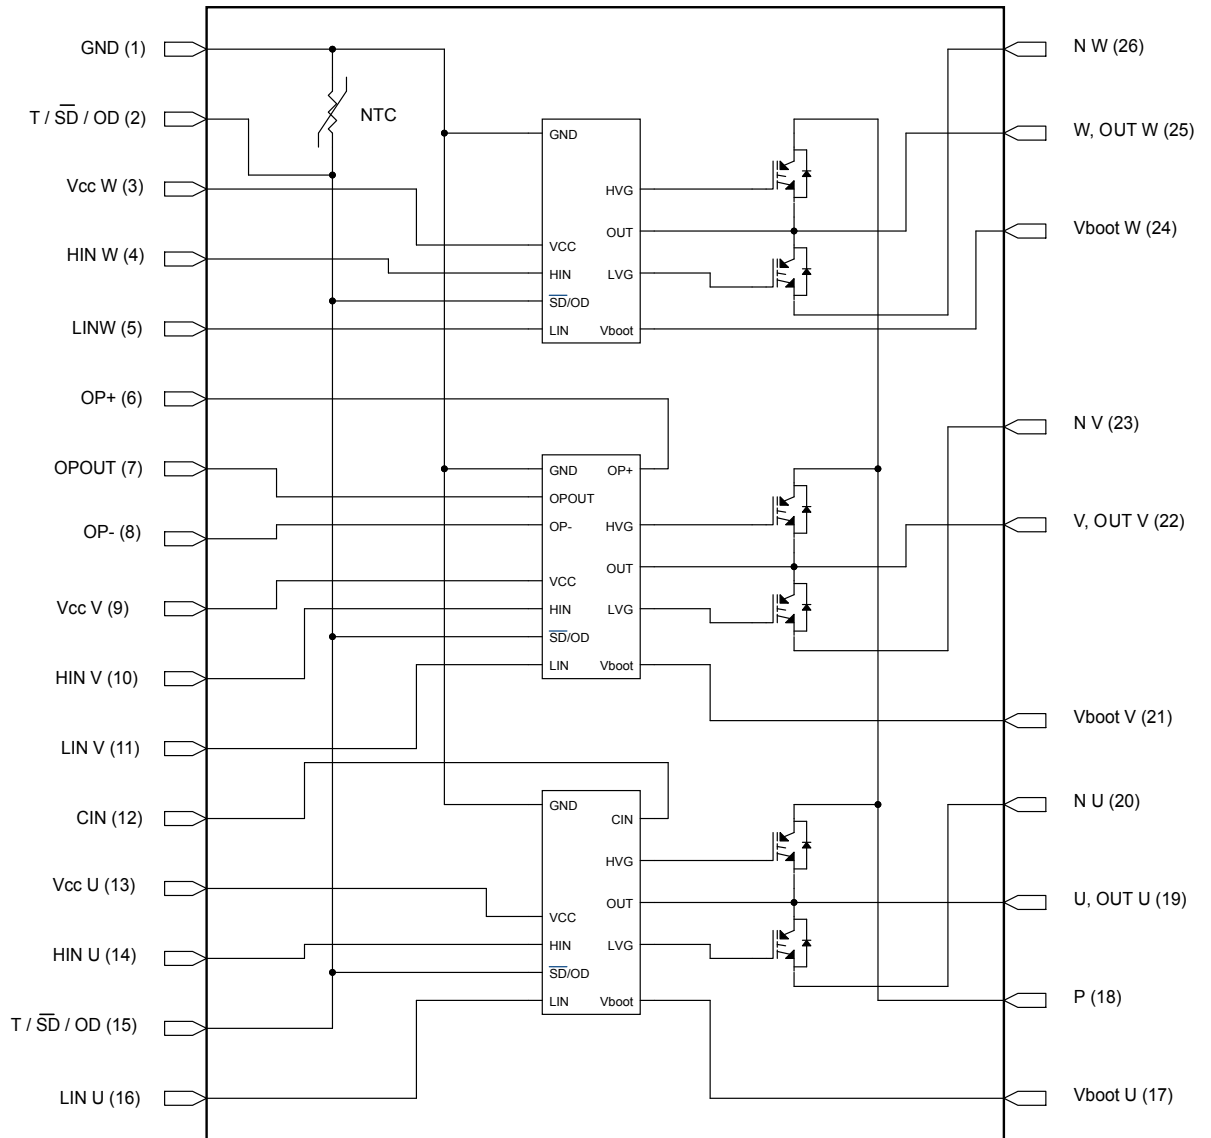 GND (1)
T / SD / OD (2)
Vcc W (3)
HIN W (4)
LINW (5)
OP+ (6)
OPOUT (7)
OP- (8)
Vcc V (9)
HIN V (10)
LIN V (11)
CIN (12)
Vcc U (13)
HIN U (14)
T / SD / OD (15)
LIN U (16)
NTC
GND
HVG
OUT
VCC
LVG
HIN
SD/OD
LIN
Vboot
GND
OP+
OPOUT
OP-
HVG
OUT
VCC
HIN
LVG
SD/OD
LIN
Vboot
GND
CIN
HVG
OUT
VCC
HIN
LVG
SD/OD
LIN
Vboot
N W (26)
W, OUT W (25)
Vboot W (24)
N V (23)
V, OUT V (22)
Vboot V (21)
N U (20)
U, OUT U (19)
P (18)
Vboot U (17)